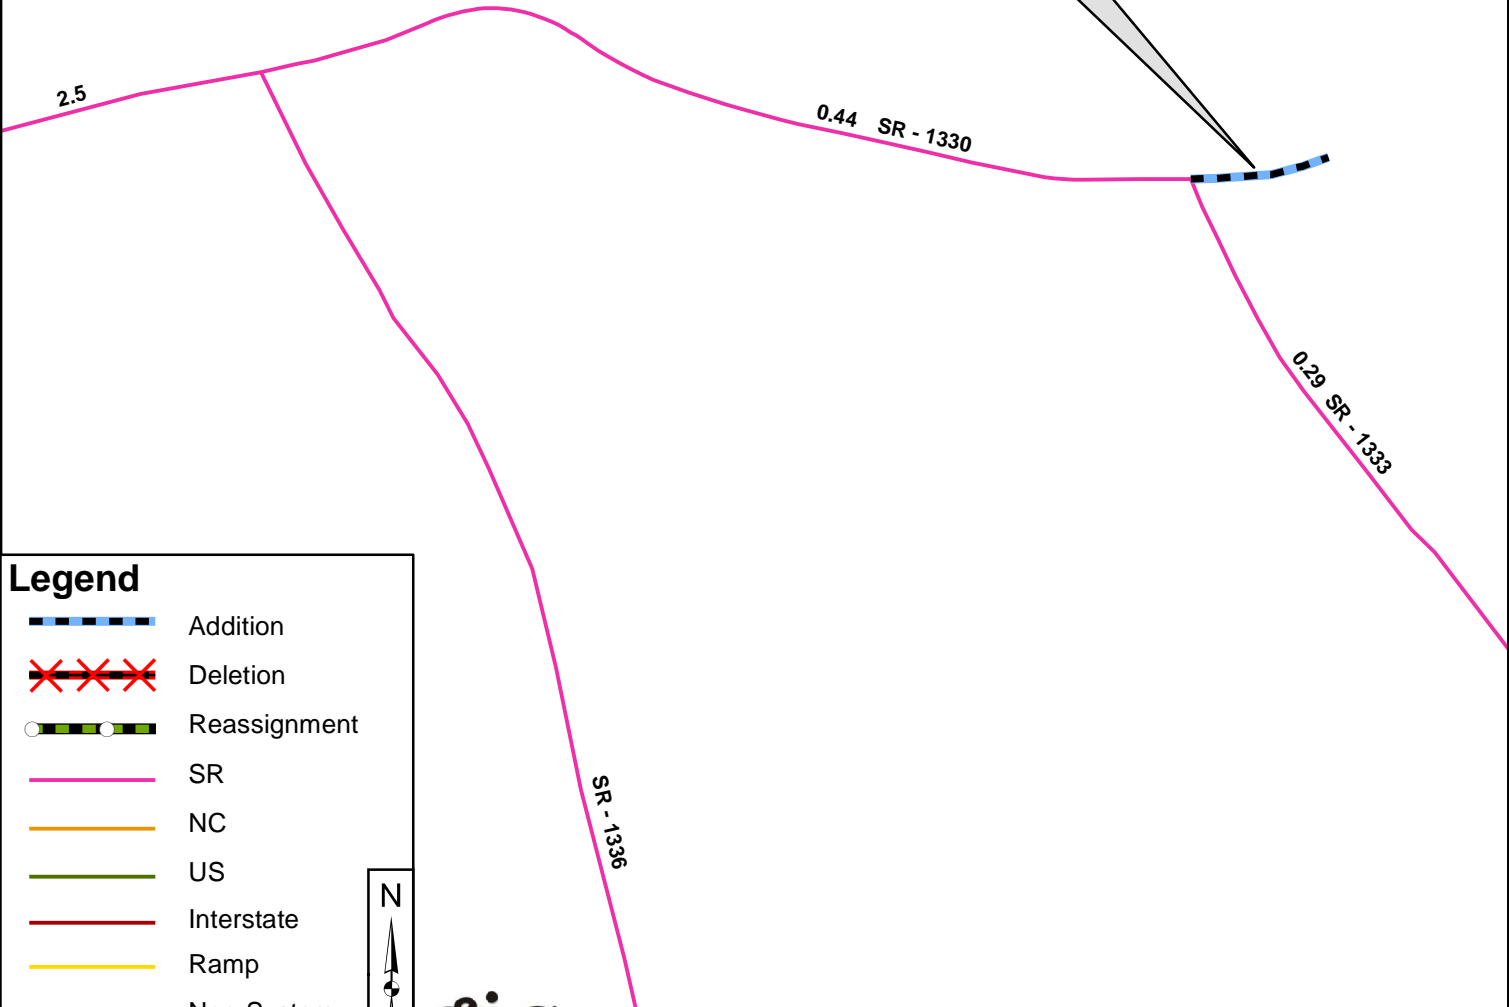 2.5
0.44 SR - 1330
0.29 SR - 1333
SR - 1336
Legend
Addition
Deletion
Reassignment
SR
NC
US
Interstate
Ramp
N